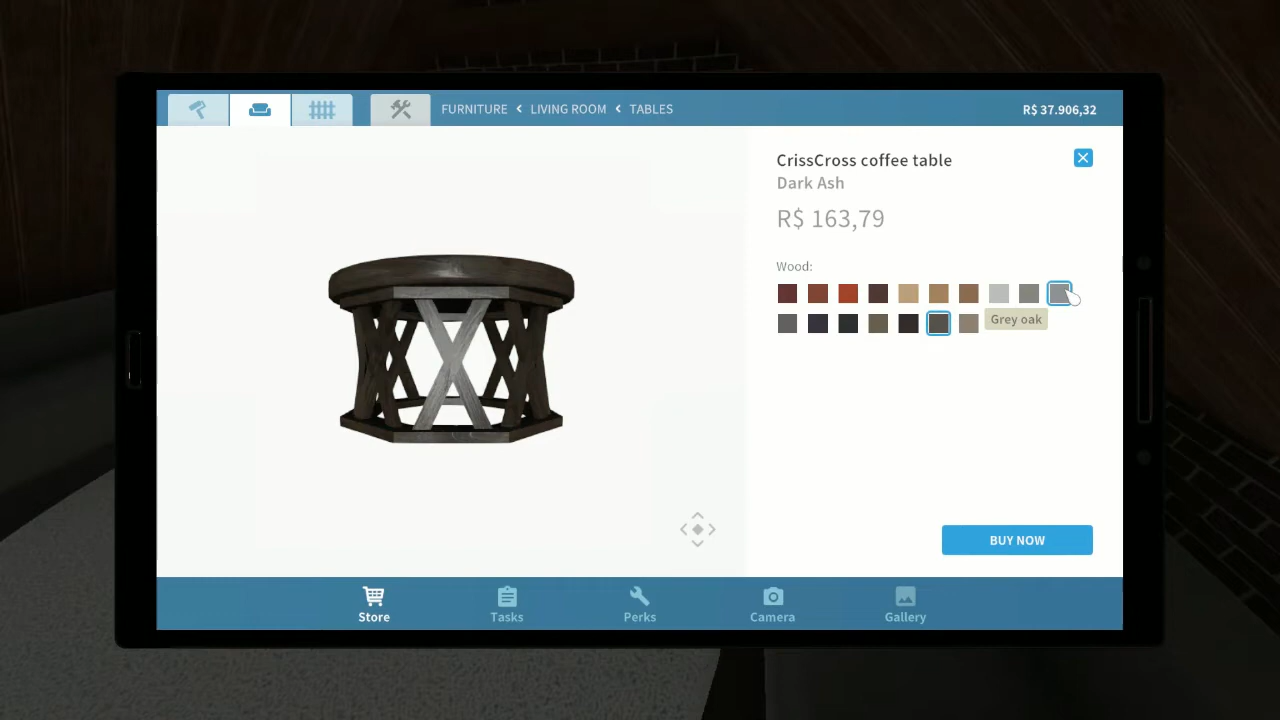 FURNITURE < LIVING ROOM < TABLES
R$ 37.906,32
CrissCross coffee table
Dark Ash
R$ 163,79
Wood:
Grey oak
BUY NOW
Store
Tasks
Perks
Camera
Gallery